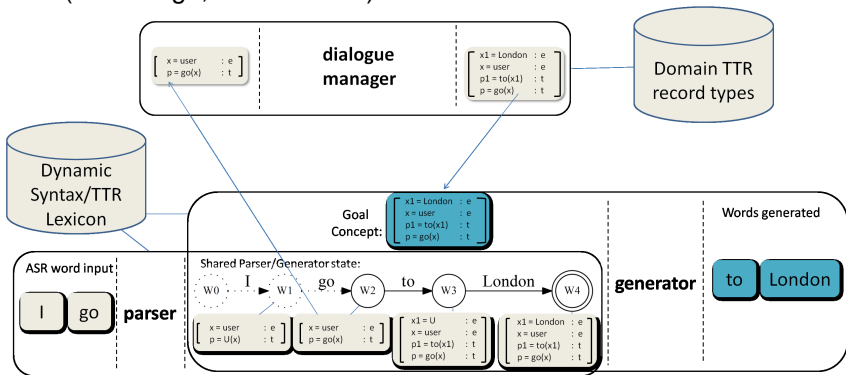 x = user : e
p = go(x) : t
dialogue
manager
x1 = London : e
x = user : e
p1 = to(x1) : t
p = go(x) : t
Domain TTR
record types
Dynamic
Syntax/TTR
Lexicon
Goal
Concept:
x1 = London : e
x = user : e
p1 = to(x1) : t
p = go(x) : t
Words generated
to London
generator
ASR word input
I go
parser
Shared Parser/Generator state:
W0 I W1 go W2 to W3 London W4
x = user : e
p = U(x) : t
x = user : e
p = go(x) : t
x1 = U : e
x = user : e
p1 = to(x1) : t
p = go(x) : t
x1 = London : e
x = user : e
p1 = to(x1) : t
p = go(x) : t